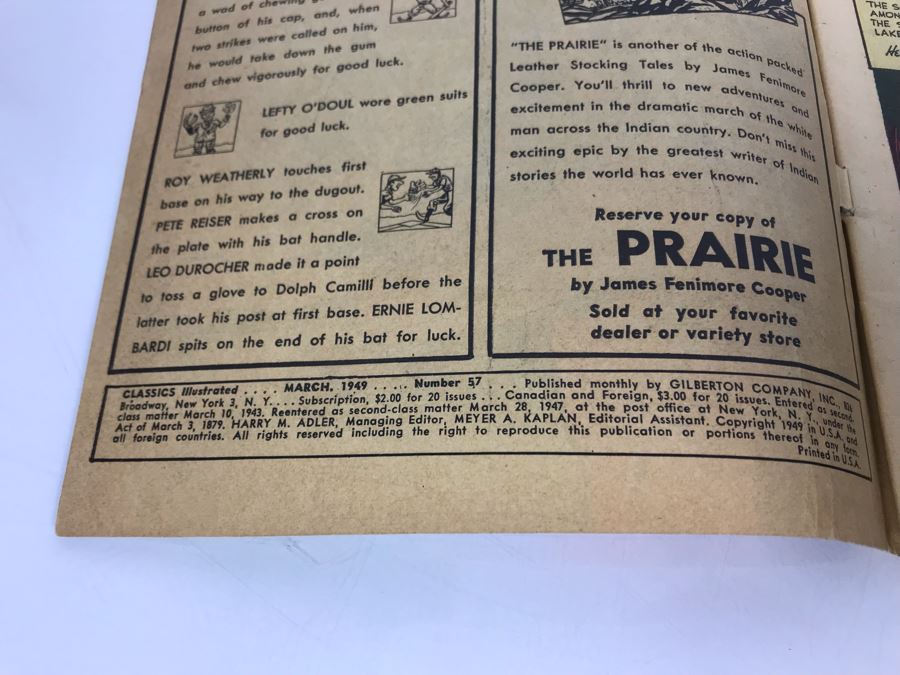 a wad of chewing
button of his cap, and, when
two strikes were called on him,
he would take down the gum
and chew vigorously for good luck.
LEFTY O'DOUL wore green suits
for good luck.
ROY WEATHERLY touches first
base on his way to the dugout.
PETE REISER makes a cross on
the plate with his bat handle.
LEO DUROCHER made it a point
to toss a glove to Dolph Camilli before the
latter took his post at first base. ERNIE LOM-
BARDI spits on the end of his bat for luck.
"THE PRAIRIE" is another of the action packed
Leather Stocking Tales by James Fenimore
Cooper. You'll thrill to new adventures and
excitement in the dramatic march of the white
man across the Indian country. Don't miss this
exciting epic by the greatest writer of Indian
stories the world has ever known.
Reserve your copy of
THE PRAIRIE
by James Fenimore Cooper
Sold at your favorite
dealer or variety store
CLASSICS Illustrated .... MARCH. 1949 ..... Number 57 ... Published monthly by GILBERTON COMPANY, INC., 826
Broadway, New York 3, N. Y.... Subscription, $2.00 for 20 issues ... Canadian and Foreign, $3.00 for 20 issues. Entered as second-
class matter March 10, 1943. Reentered as second-class matter March 28, 1947, at the post office at New York, N. Y., under the
Act of March 3, 1879. HARRY M. ADLER, Managing Editor, MEYER A. KAPLAN, Editorial Assistant. Copyright 1949 in U.S.A. and
all foreign countries. All rights reserved including the right to reproduce this publication or portions thereof in any form.
Printed in U.S.A.
THE S
AMON
THE S
LAKE
He